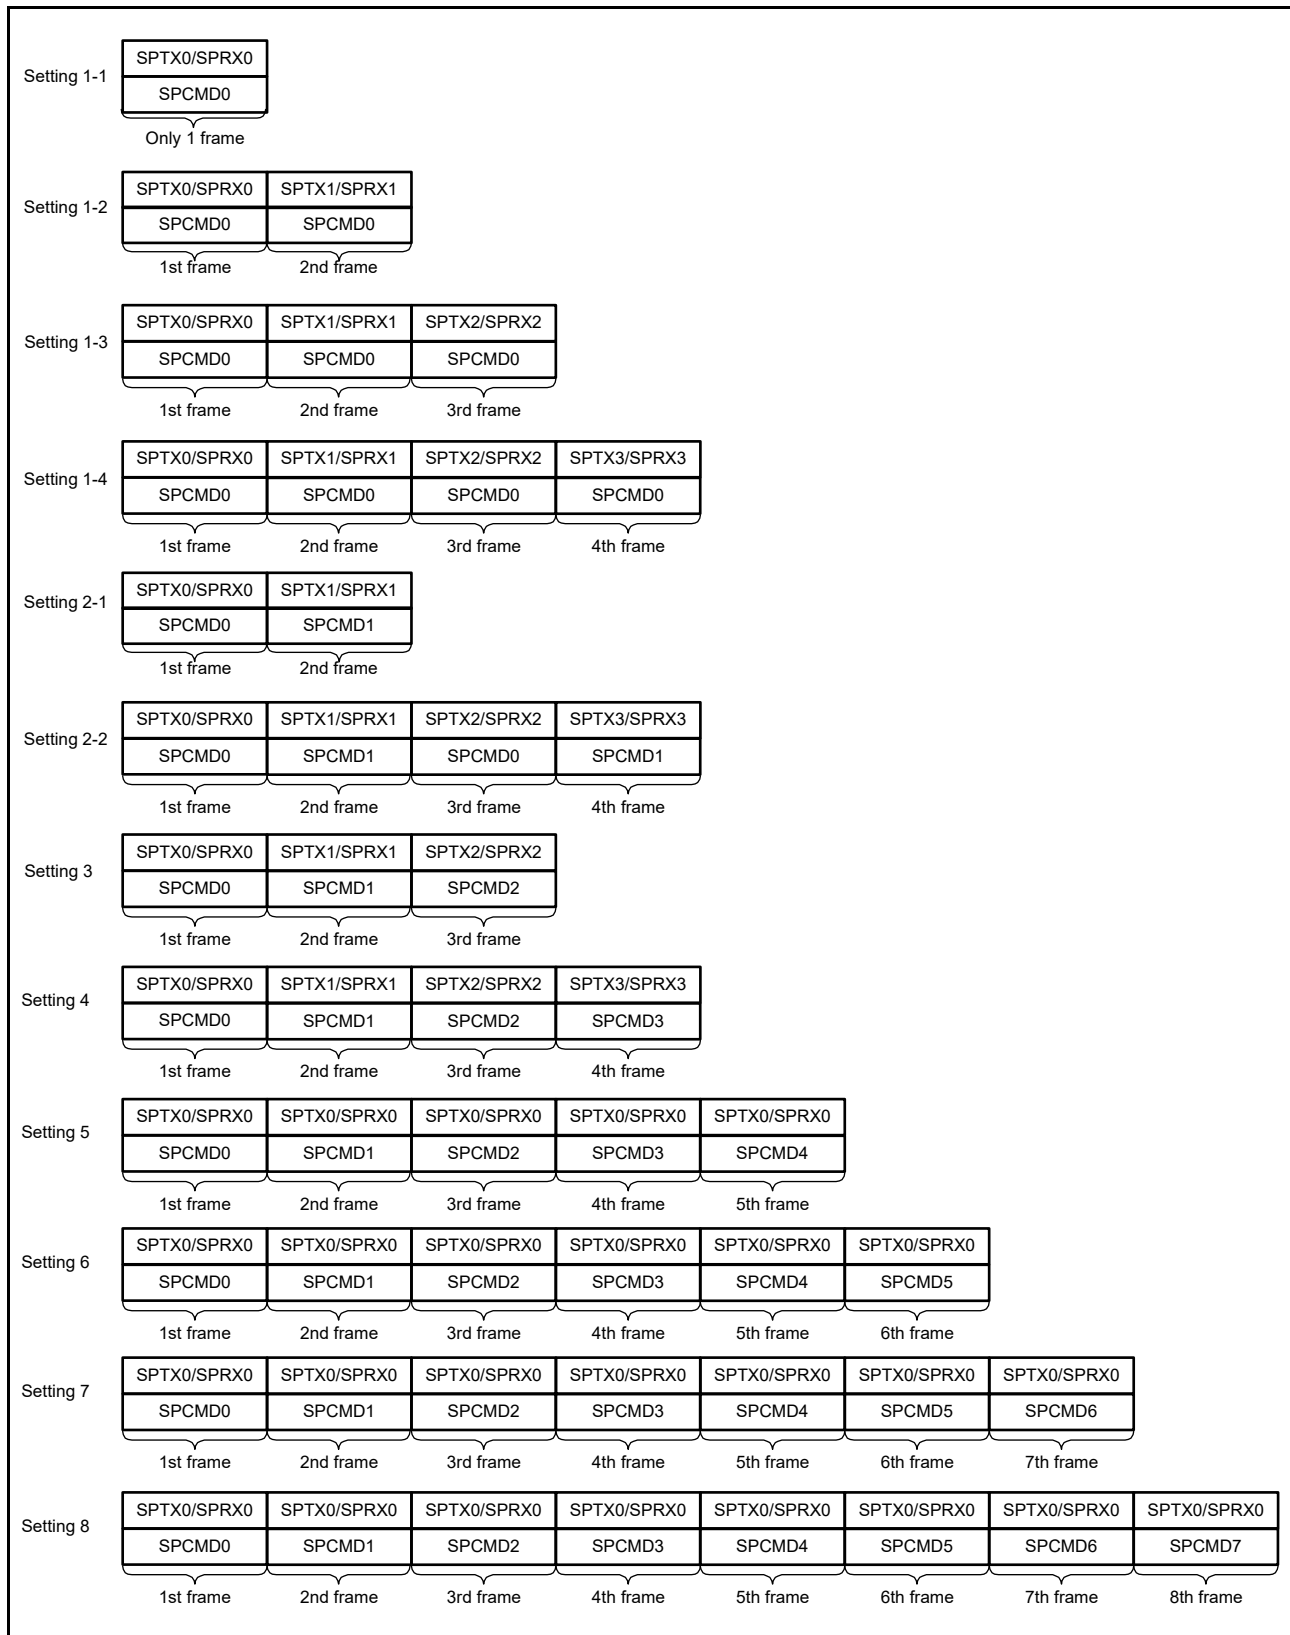 SPTX0/SPRX0
Setting 1-1
SPCMD0
Only 1 frame
SPTX0/SPRX0 SPTX1/SPRX1
Setting 1-2
SPCMD0 SPCMD0
1st frame 2nd frame
SPTX0/SPRX0 SPTX1/SPRX1 SPTX2/SPRX2
Setting 1-3
SPCMD0 SPCMD0 SPCMD0
1st frame 2nd frame 3rd frame
SPTX0/SPRX0 SPTX1/SPRX1 SPTX2/SPRX2 SPTX3/SPRX3
Setting 1-4
SPCMD0 SPCMD0 SPCMD0 SPCMD0
1st frame 2nd frame 3rd frame 4th frame
SPTX0/SPRX0 SPTX1/SPRX1
Setting 2-1
SPCMD0 SPCMD1
1st frame 2nd frame
SPTX0/SPRX0 SPTX1/SPRX1 SPTX2/SPRX2 SPTX3/SPRX3
Setting 2-2
SPCMD0 SPCMD1 SPCMD0 SPCMD1
1st frame 2nd frame 3rd frame 4th frame
SPTX0/SPRX0 SPTX1/SPRX1 SPTX2/SPRX2
Setting 3
SPCMD0 SPCMD1 SPCMD2
1st frame 2nd frame 3rd frame
SPTX0/SPRX0 SPTX1/SPRX1 SPTX2/SPRX2 SPTX3/SPRX3
Setting 4
SPCMD0 SPCMD1 SPCMD2 SPCMD3
1st frame 2nd frame 3rd frame 4th frame
SPTX0/SPRX0 SPTX0/SPRX0 SPTX0/SPRX0 SPTX0/SPRX0 SPTX0/SPRX0
Setting 5
SPCMD0 SPCMD1 SPCMD2 SPCMD3 SPCMD4
1st frame 2nd frame 3rd frame 4th frame 5th frame
SPTX0/SPRX0 SPTX0/SPRX0 SPTX0/SPRX0 SPTX0/SPRX0 SPTX0/SPRX0 SPTX0/SPRX0
Setting 6
SPCMD0 SPCMD1 SPCMD2 SPCMD3 SPCMD4 SPCMD5
1st frame 2nd frame 3rd frame 4th frame 5th frame 6th frame
SPTX0/SPRX0 SPTX0/SPRX0 SPTX0/SPRX0 SPTX0/SPRX0 SPTX0/SPRX0 SPTX0/SPRX0 SPTX0/SPRX0
Setting 7
SPCMD0 SPCMD1 SPCMD2 SPCMD3 SPCMD4 SPCMD5 SPCMD6
1st frame 2nd frame 3rd frame 4th frame 5th frame 6th frame 7th frame
SPTX0/SPRX0 SPTX0/SPRX0 SPTX0/SPRX0 SPTX0/SPRX0 SPTX0/SPRX0 SPTX0/SPRX0 SPTX0/SPRX0 SPTX0/SPRX0
Setting 8
SPCMD0 SPCMD1 SPCMD2 SPCMD3 SPCMD4 SPCMD5 SPCMD6 SPCMD7
1st frame 2nd frame 3rd frame 4th frame 5th frame 6th frame 7th frame 8th frame